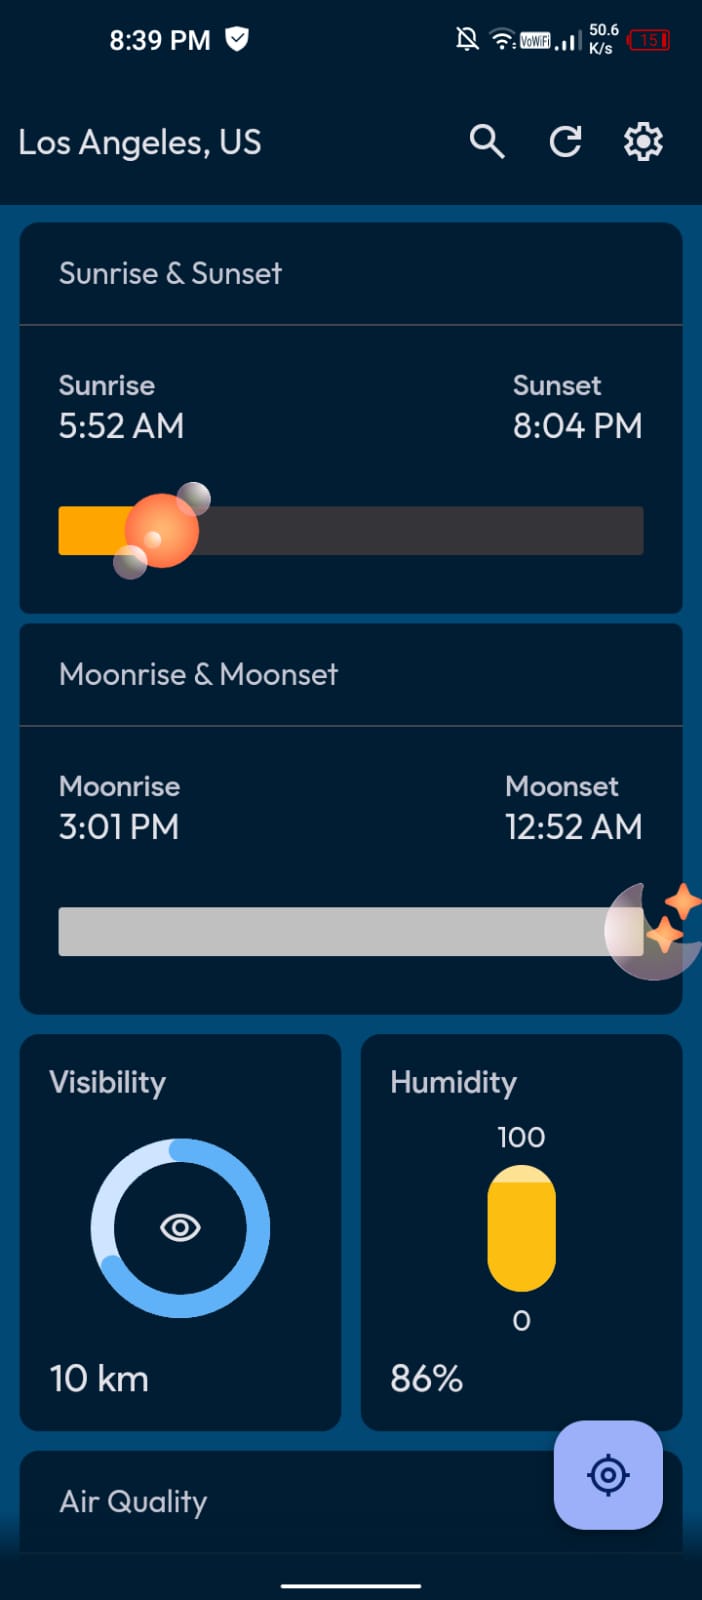 8:39 PM
VoWiFi
50.6
K/s
15
Los Angeles, US
Sunrise & Sunset
Sunrise
Sunset
5:52 AM
8:04 PM
Moonrise & Moonset
Moonrise
Moonset
3:01 PM
12:52 AM
Visibility
Humidity
100
0
10 km
86%
Air Quality